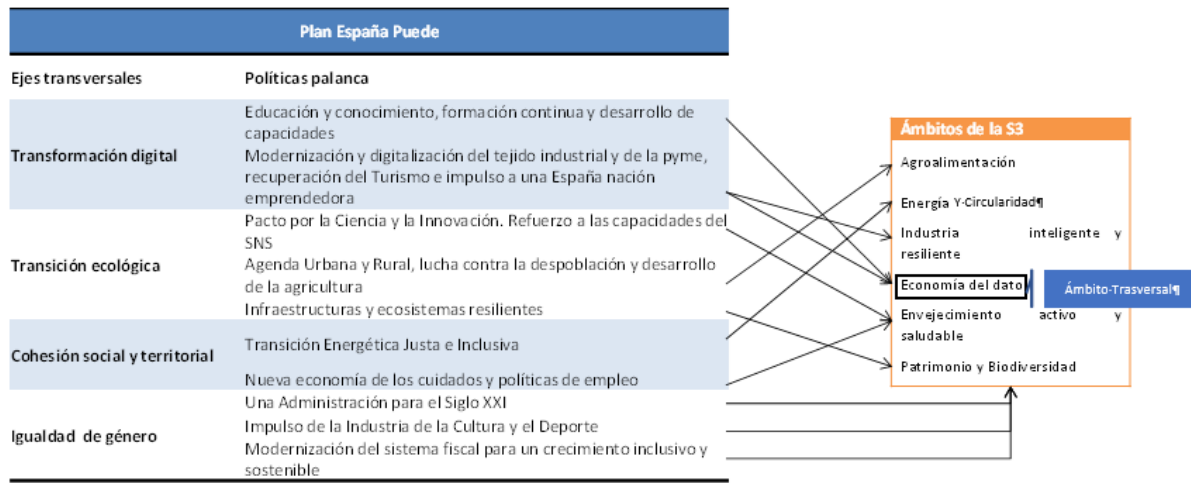 Plan España Puede
Ejes transversales
Políticas palanca
Transformación digital
Educación y conocimiento, formación continua y desarrollo de
capacidades
Modernización y digitalización del tejido industrial y de la pyme,
recuperación del Turismo e impulso a una España nación
emprendedora
Transición ecológica
Pacto por la Ciencia y la Innovación. Refuerzo a las capacidades del
SNS
Agenda Urbana y Rural, lucha contra la despoblación y desarrollo
de la agricultura
Infraestructuras y ecosistemas resilientes
Cohesión social y territorial
Transición Energética Justa e Inclusiva
Nueva economía de los cuidados y políticas de empleo
Igualdad de género
Una Administración para el Siglo XXI
Impulso de la Industria de la Cultura y el Deporte
Modernización del sistema fiscal para un crecimiento inclusivo y
sostenible
Ámbitos de la S3
Agroalimentación
Energía Y·Circularidad¶
Industria inteligente y
resiliente
Economía del dato
Ámbito·Trasversal¶
Envejecimiento activo y
saludable
Patrimonio y Biodiversidad